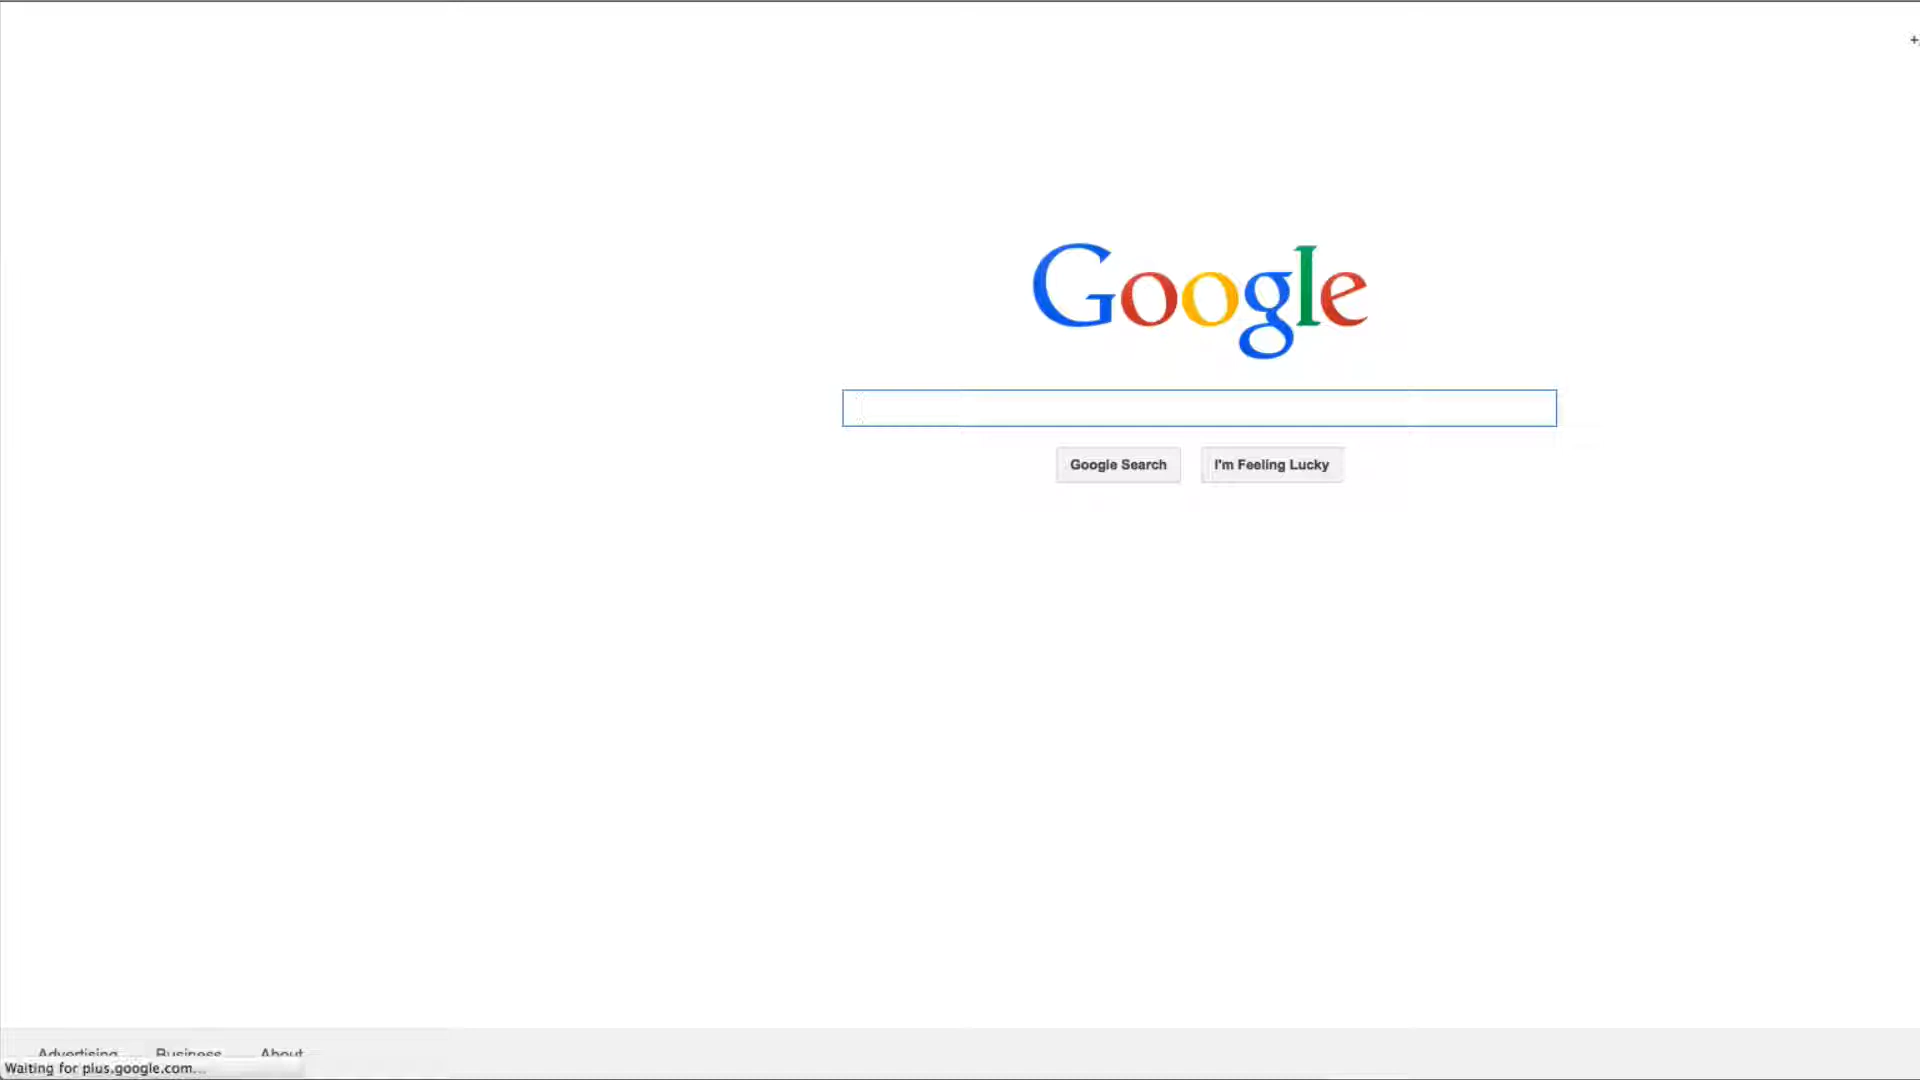 +
Google
Google Search
I'm Feeling Lucky
Advertising Business About
Waiting for plus.google.com...